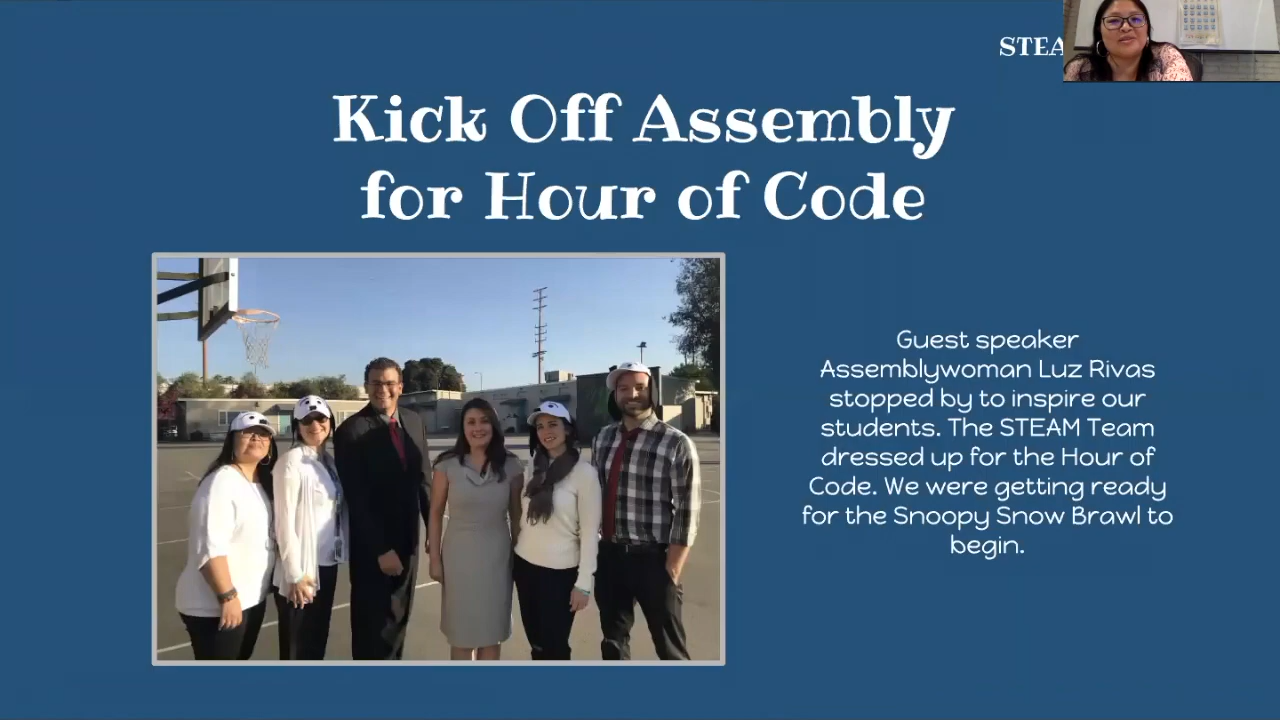 STEA
Kick Off Assembly
for Hour of Code
Guest speaker
Assemblywoman Luz Rivas
stopped by to inspire our
students. The STEAM Team
dressed up for the Hour of
Code. We were getting ready
for the Snoopy Snow Brawl to
begin.